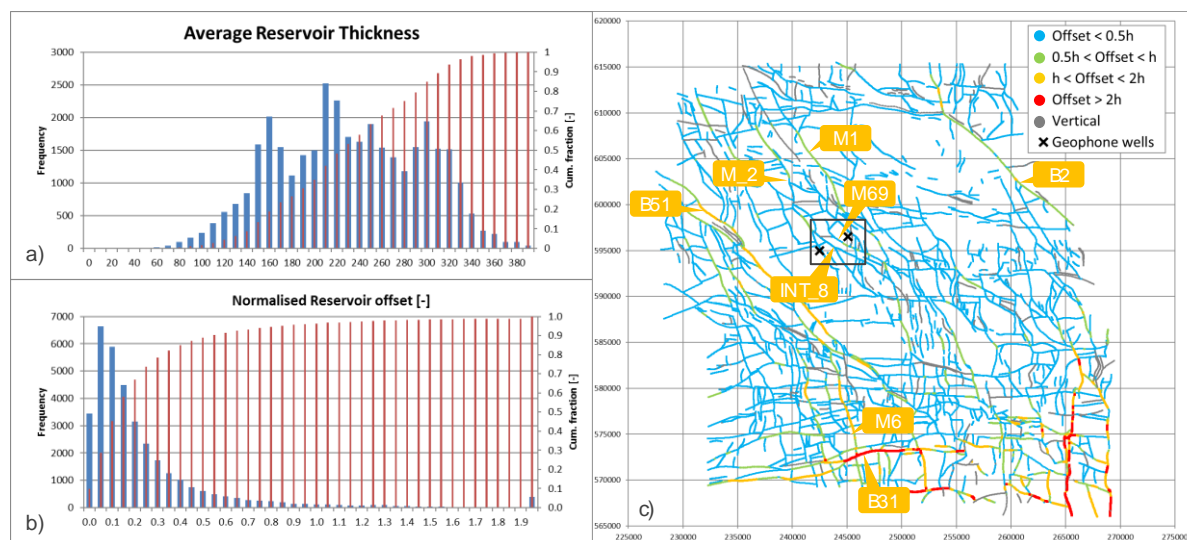 Average Reservoir Thickness
3000
2500
2000
1500
1000
500
0
Frequency
1
0.9
0.8
0.7
0.6
0.5
0.4
0.3
0.2
0.1
0
Cum. fraction [-]
0 20 40 60 80 100 120 140 160 180 200 220 240 260 280 300 320 340 360 380
a)
Normalised Reservoir offset [-]
7000
6000
5000
4000
3000
2000
1000
0
Frequency
1.0
0.9
0.8
0.7
0.6
0.5
0.4
0.3
0.2
0.1
0.0
Cum. fraction [-]
0.0 0.1 0.2 0.3 0.4 0.5 0.6 0.7 0.8 0.9 1.0 1.1 1.2 1.3 1.4 1.5 1.6 1.7 1.8 1.9
b)
620000
615000
610000
605000
600000
595000
590000
585000
580000
575000
570000
565000
Offset < 0.5h
0.5h < Offset < h
h < Offset < 2h
Offset > 2h
Vertical
Geophone wells
M1
M_2
M69
B2
B51
INT_8
M6
B31
c)
225000 230000 235000 240000 245000 250000 255000 260000 265000 270000 275000